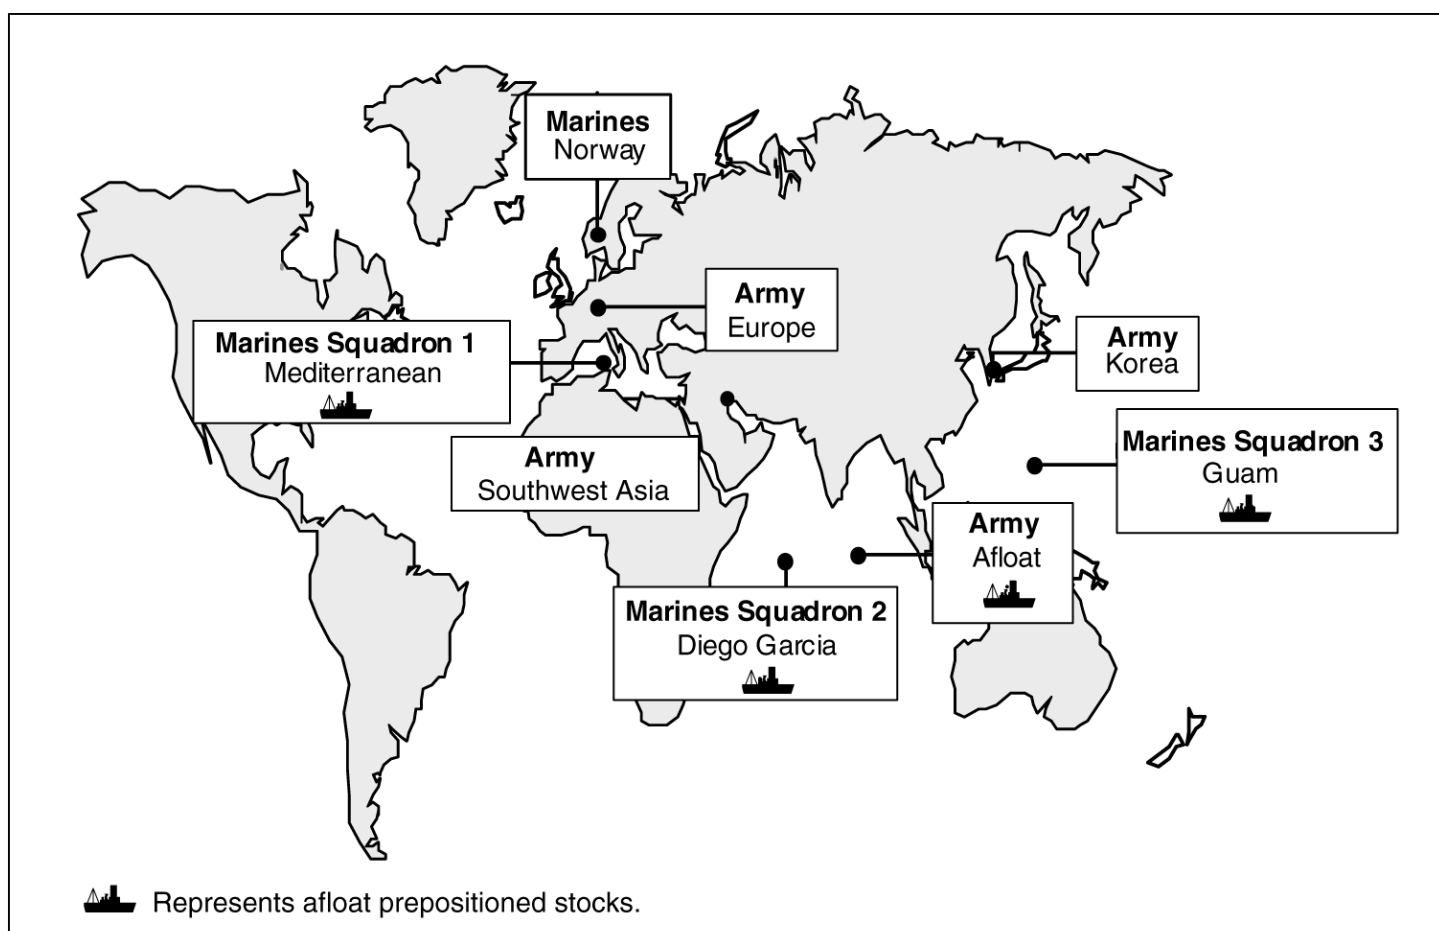 Marines
Norway
Army
Europe
Marines Squadron 1
Mediterranean
Army
Korea
Marines Squadron 3
Guam
Army
Southwest Asia
Army
Afloat
Marines Squadron 2
Diego Garcia
Represents afloat prepositioned stocks.